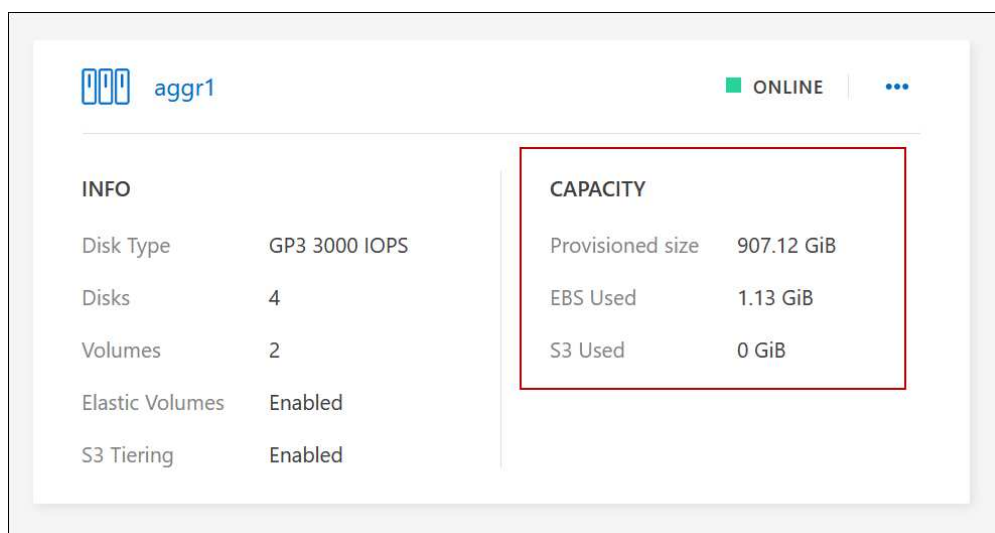 aggr1
ONLINE
INFO
Disk Type GP3 3000 IOPS
Disks 4
Volumes 2
Elastic Volumes Enabled
S3 Tiering Enabled
CAPACITY
Provisioned size 907.12 GiB
EBS Used 1.13 GiB
S3 Used 0 GiB